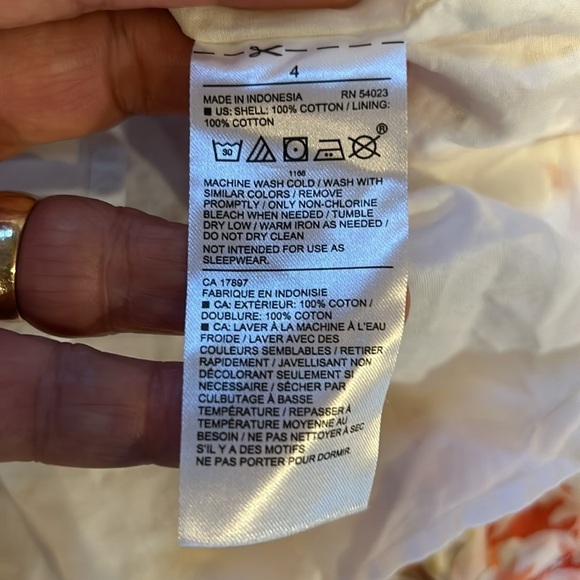 4
MADE IN INDONESIA RN 54023
■ US: SHELL: 100% COTTON / LINING:
100% COTTON
30
®
1166
MACHINE WASH COLD / WASH WITH
SIMILAR COLORS / REMOVE
PROMPTLY / ONLY NON-CHLORINE
BLEACH WHEN NEEDED / TUMBLE
DRY LOW / WARM IRON AS NEEDED /
DO NOT DRY CLEAN
NOT INTENDED FOR USE AS
SLEEPWEAR.
CA 17897
FABRIQUE EN INDONISIE
■ CA: EXTÉRIEUR: 100% COTON /
DOUBLURE: 100% COTON
■ CA: LAVER À LA MACHINE À L'EAU
FROIDE / LAVER AVEC DES
COULEURS SEMBLABLES / RETIRER
RAPIDEMENT / JAVELLISANT NON
DÉCOLORANT SEULEMENT SI
NECESSAIRE / SÉCHER PAR
CULBUTAGE À BASSE
TEMPÉRATURE / REPASSER À
TEMPÉRATURE MOYENNE AU
BESOIN / NE PAS NETTOYER À SEC
S'IL Y A DES MOTIFS
NE PAS PORTER POUR DORMIR.